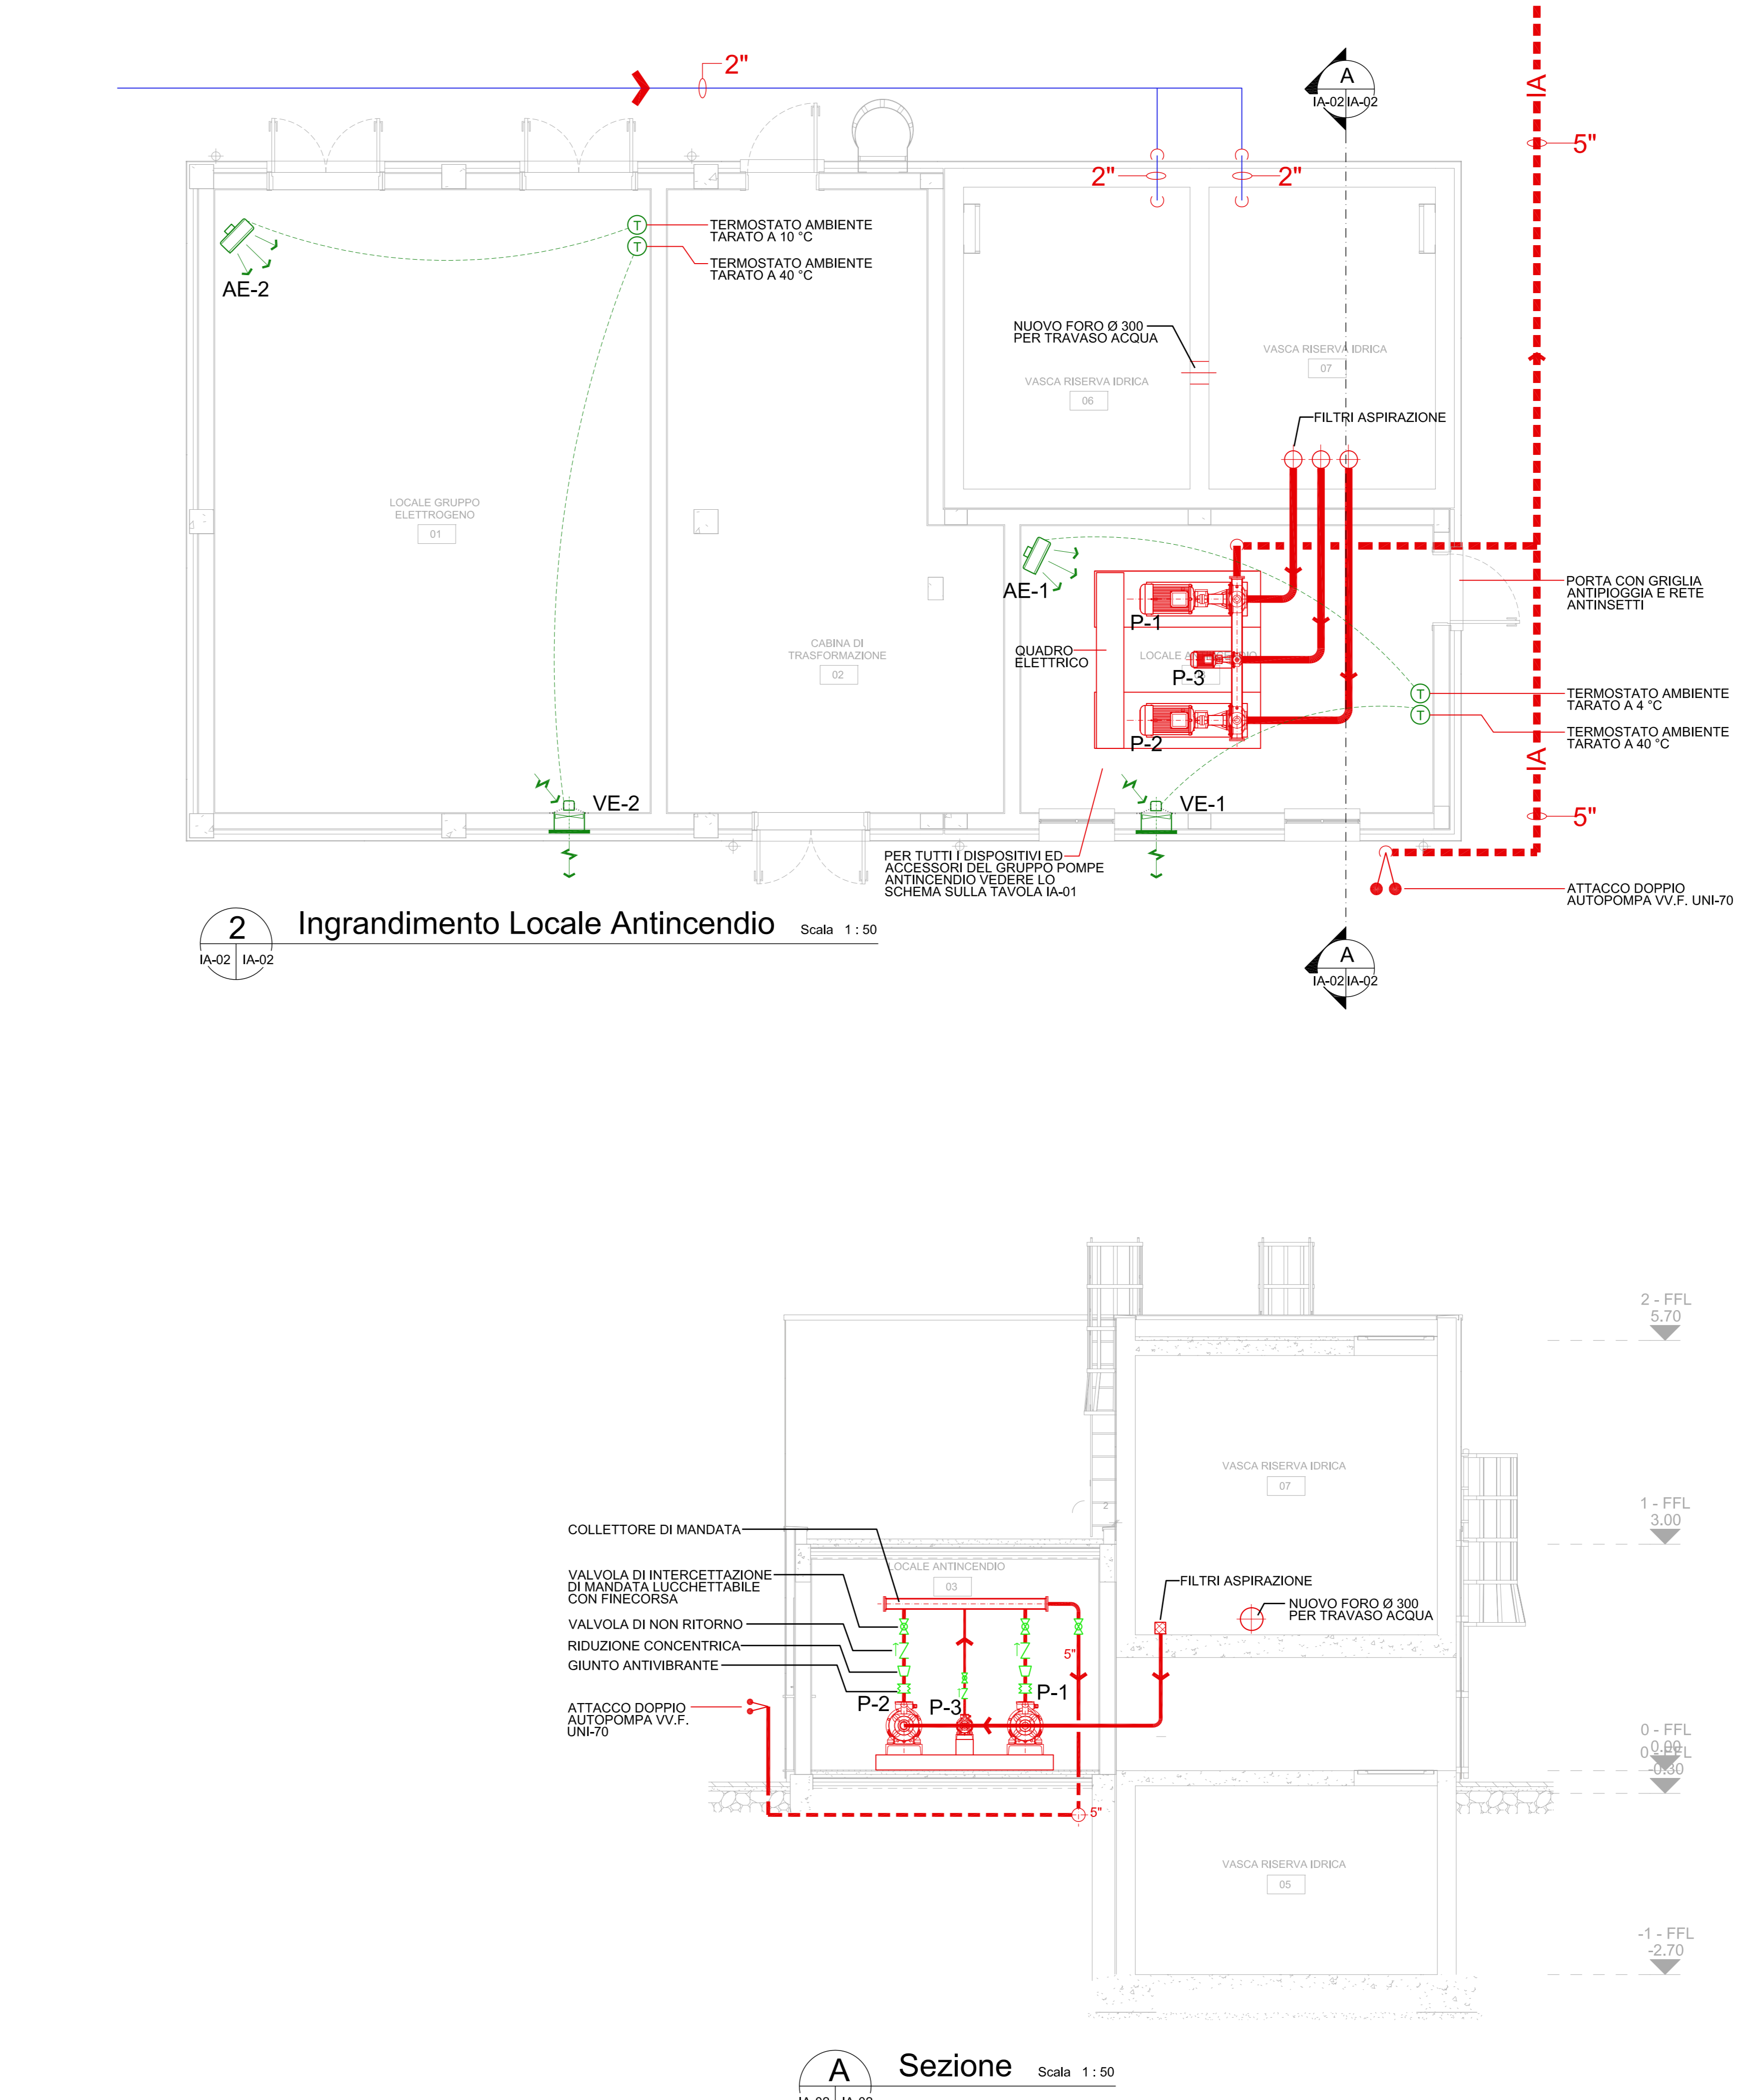 2"
A
IA-02 IA-02
IA
5"
2"
2"
TERMOSTATO AMBIENTE
TARATO A 10 °C
TERMOSTATO AMBIENTE
TARATO A 40 °C
AE-2
NUOVO FORO Ø 300
PER TRAVASO ACQUA
VASCA RISERVA IDRICA
07
VASCA RISERVA IDRICA
06
FILTRI ASPIRAZIONE
LOCALE GRUPPO
ELETTROGENO
01
AE-1
P-1
PORTA CON GRIGLIA
ANTIPIOGGIA E RETE
ANTINSETTI
CABINA DI
TRASFORMAZIONE
02
QUADRO
ELETTRICO
P-3
P-2
TERMOSTATO AMBIENTE
TARATO A 4 °C
TERMOSTATO AMBIENTE
TARATO A 40 °C
IA
VE-2
VE-1
5"
PER TUTTI I DISPOSITIVI ED
ACCESSORI DEL GRUPPO POMPE
ANTINCENDIO VEDERE LO
SCHEMA SULLA TAVOLA IA-01
ATTACCO DOPPIO
AUTOPOMPA VV.F. UNI-70
2
IA-02 IA-02
Ingrandimento Locale Antincendio Scala 1 : 50
A
IA-02 IA-02
2 - FFL
5.70
VASCA RISERVA IDRICA
07
1 - FFL
3.00
COLLETTORE DI MANDATA
LOCALE ANTINCENDIO
03
VALVOLA DI INTERCETTAZIONE
DI MANDATA LUCCHETTABILE
CON FINECORSA
FILTRI ASPIRAZIONE
NUOVO FORO Ø 300
PER TRAVASO ACQUA
VALVOLA DI NON RITORNO
RIDUZIONE CONCENTRICA
GIUNTO ANTIVIBRANTE
5"
P-2
P-3
P-1
ATTACCO DOPPIO
AUTOPOMPA VV.F.
UNI-70
0 - FFL
0.00
-0.30
5"
VASCA RISERVA IDRICA
05
-1 - FFL
-2.70
A
Sezione Scala 1 : 50
IA-02 IA-02